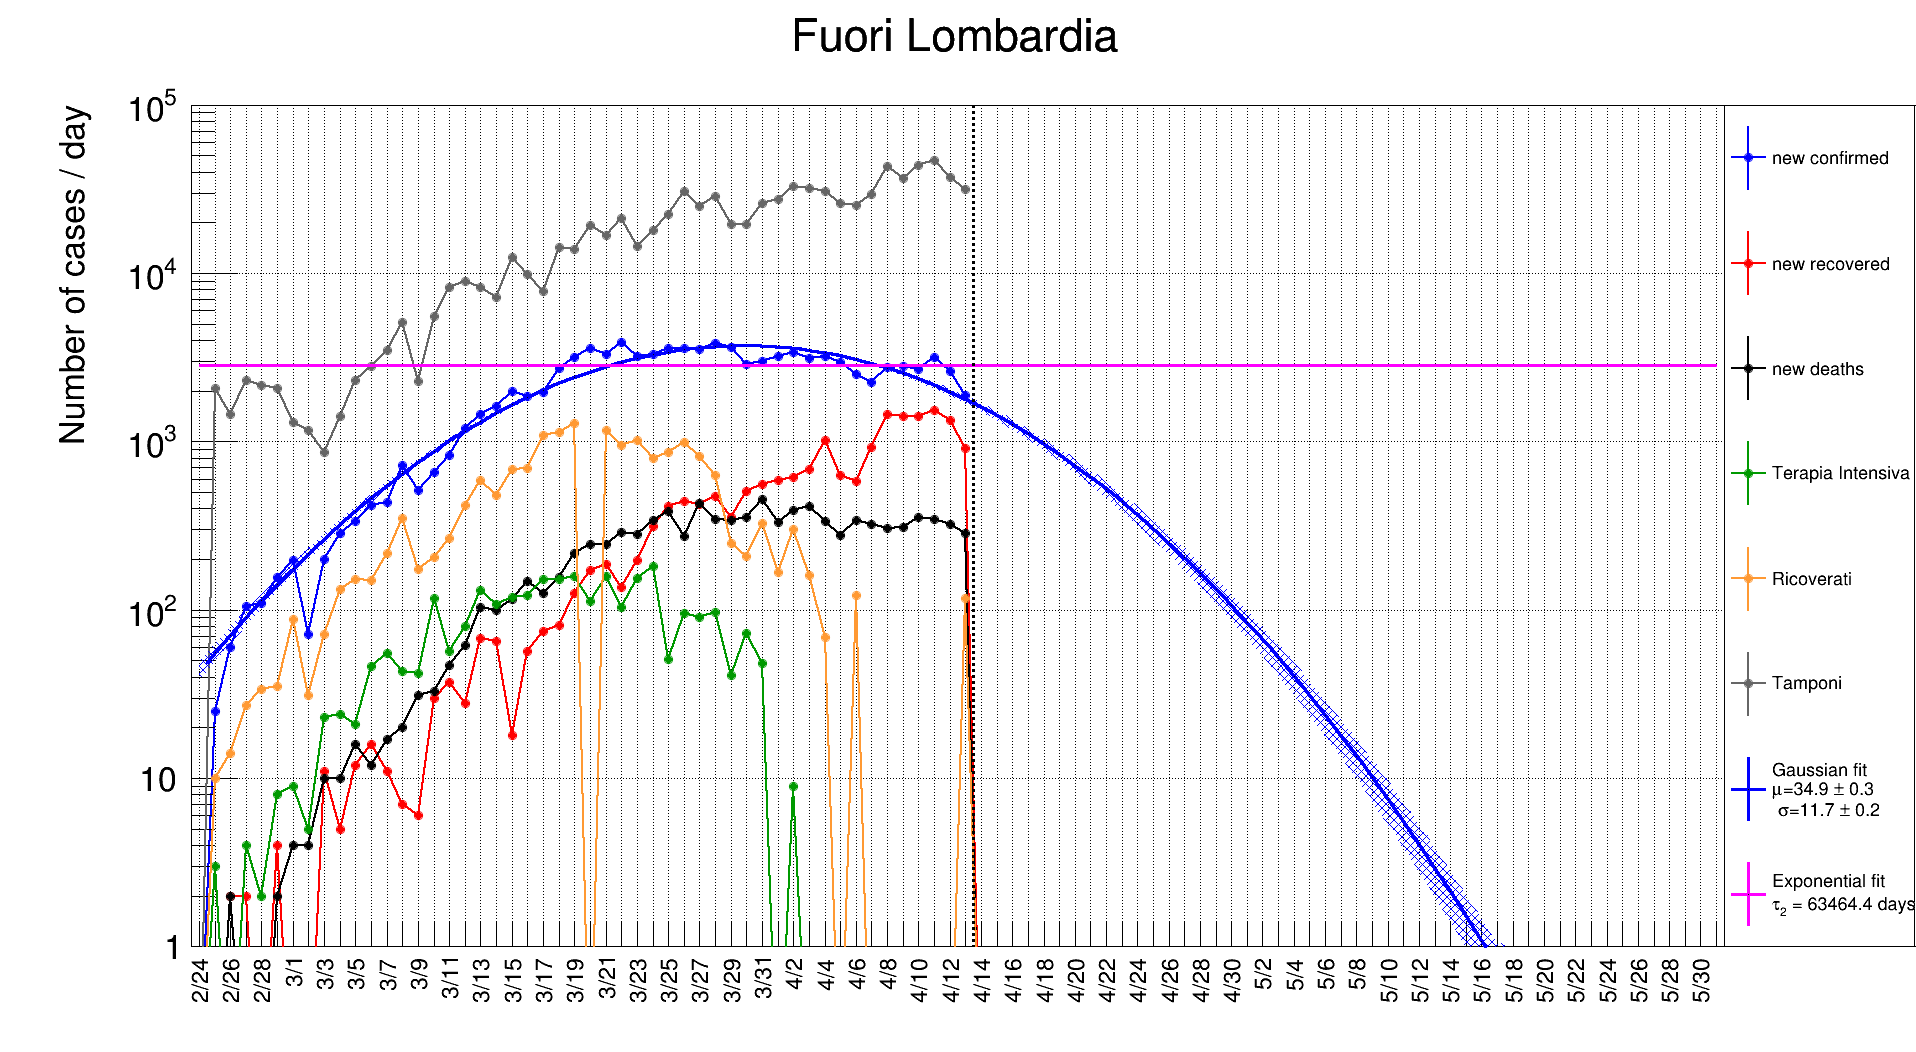 Fuori Lombardia
Number of cases / day
10^5
10^4
10^3
10^2
10
1
2/24 2/26 2/28 3/1 3/3 3/5 3/7 3/9 3/11 3/13 3/15 3/17 3/19 3/21 3/23 3/25 3/27 3/29 3/31 4/2 4/4 4/6 4/8 4/10 4/12 4/14 4/16 4/18 4/20 4/22 4/24 4/26 4/28 4/30 5/2 5/4 5/6 5/8 5/10 5/12 5/14 5/16 5/18 5/20 5/22 5/24 5/26 5/28 5/30
new confirmed
new recovered
new deaths
Terapia Intensiva
Ricoverati
Tamponi
Gaussian fit
μ=34.9 ± 0.3
σ=11.7 ± 0.2
Exponential fit
τ_2 = 63464.4 days